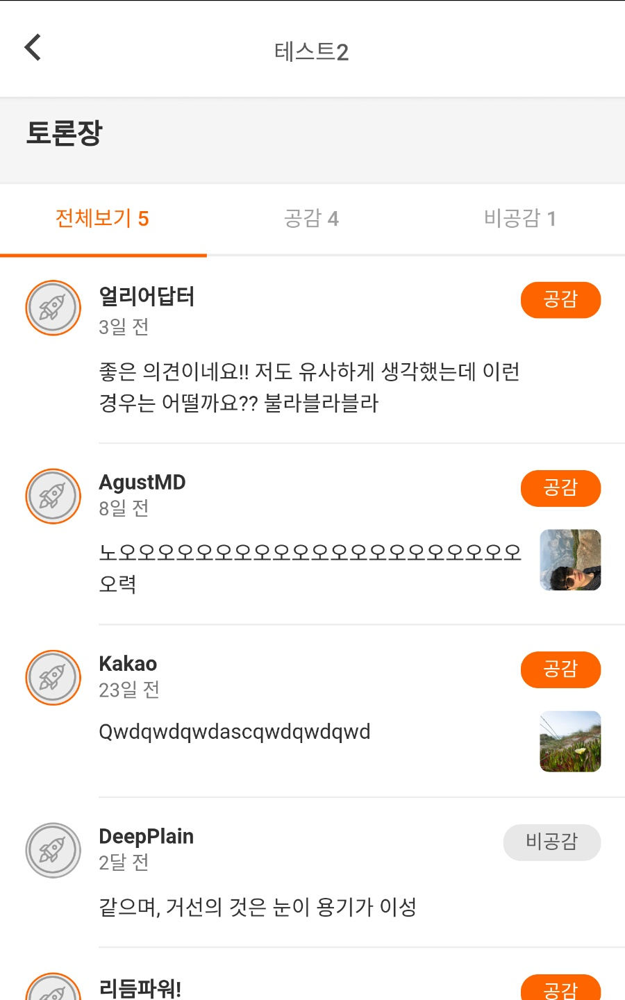 테스트2
토론장
전체보기 5
공감 4
비공감 1
얼리어답터
공감
3일 전
좋은 의견이네요!! 저도 유사하게 생각했는데 이런
경우는 어떨까요?? 불라블라블라
AgustMD
공감
8일 전
노오오오오오오오오오오오오오오오오오오오오오
오력
Kakao
공감
23일 전
Qwdqwdqwdascqwdqwdqwd
DeepPlain
비공감
2달 전
같으며, 거선의 것은 눈이 용기가 이성
리듬파워!
공감